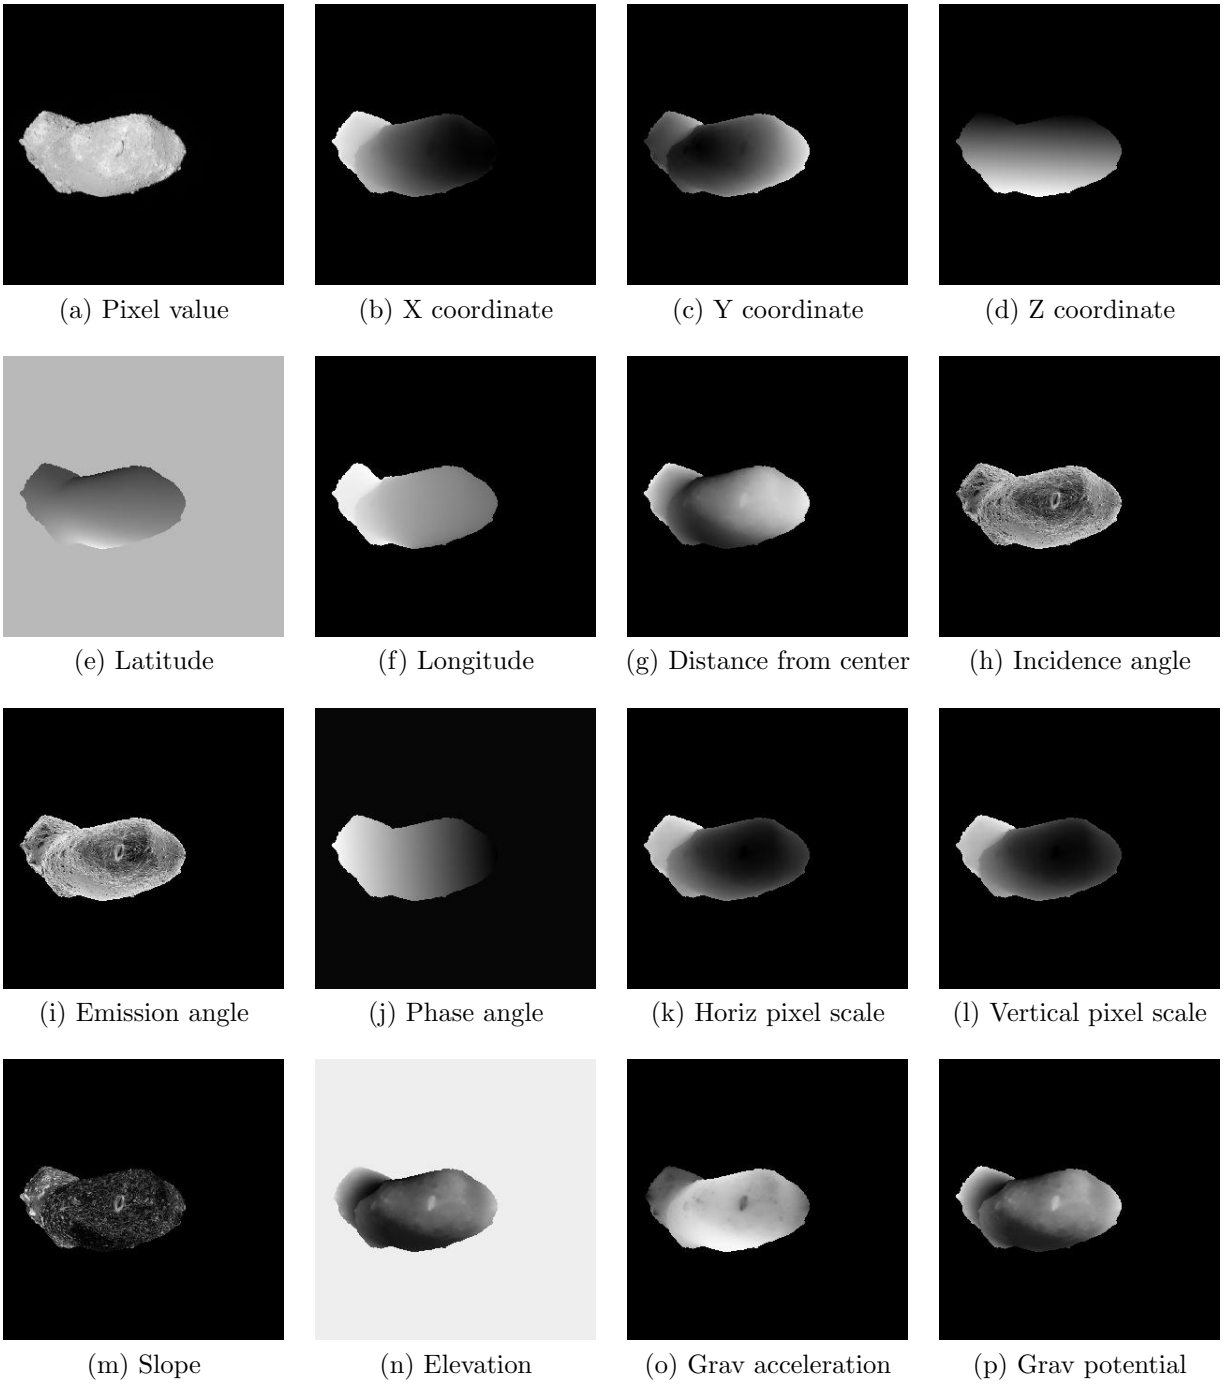 (a) Pixel value
(b) X coordinate
(c) Y coordinate
(d) Z coordinate
(e) Latitude
(f) Longitude
(g) Distance from center
(h) Incidence angle
(i) Emission angle
(j) Phase angle
(k) Horiz pixel scale
(l) Vertical pixel scale
(m) Slope
(n) Elevation
(o) Grav acceleration
(p) Grav potential